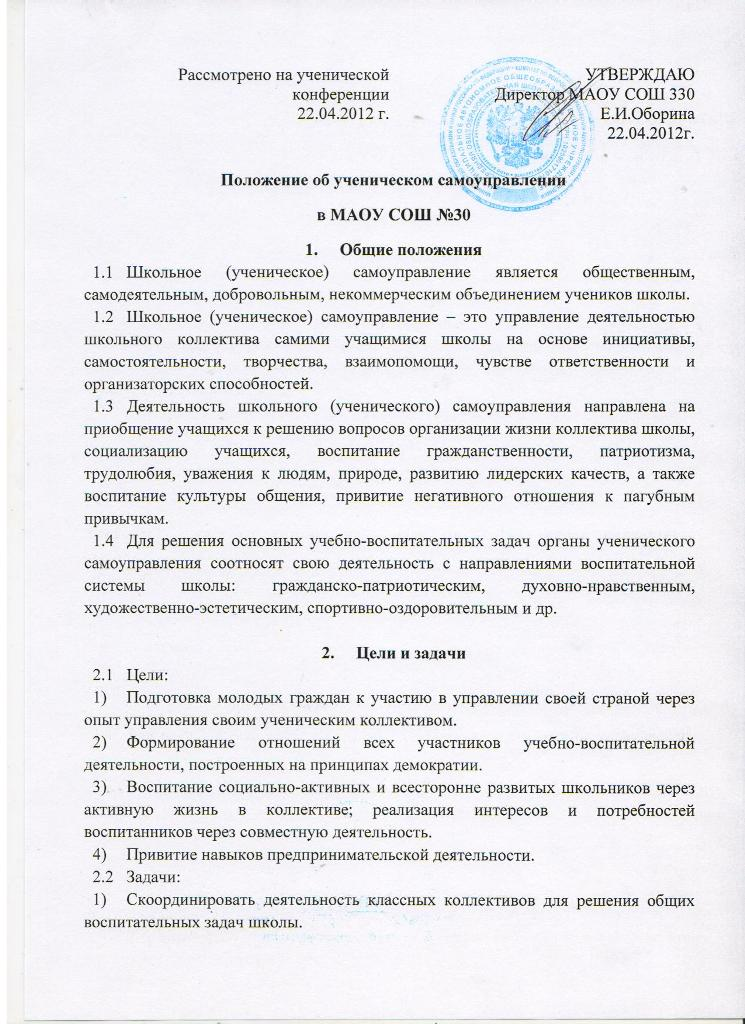 Рассмотрено на ученической
конференции
22.04.2012 г.
УТВЕРЖДАЮ
Директор МАОУ СОШ 330
Е.И.Оборина
22.04.2012г.
Положение об ученическом самоуправлении
в МАОУ СОШ №30
1. Общие положения
1.1 Школьное (ученическое) самоуправление является общественным,
самодеятельным, добровольным, некоммерческим объединением учеников школы.
1.2 Школьное (ученическое) самоуправление – это управление деятельностью
школьного коллектива самими учащимися школы на основе инициативы,
самостоятельности, творчества, взаимопомощи, чувстве ответственности и
организаторских способностей.
1.3 Деятельность школьного (ученического) самоуправления направлена на
приобщение учащихся к решению вопросов организации жизни коллектива школы,
социализацию учащихся, воспитание гражданственности, патриотизма,
трудолюбия, уважения к людям, природе, развитию лидерских качеств, а также
воспитание культуры общения, привитие негативного отношения к пагубным
привычкам.
1.4 Для решения основных учебно-воспитательных задач органы ученического
самоуправления соотносят свою деятельность с направлениями воспитательной
системы школы: гражданско-патриотическим, духовно-нравственным,
художественно-эстетическим, спортивно-оздоровительным и др.
2. Цели и задачи
2.1 Цели:
1) Подготовка молодых граждан к участию в управлении своей страной через
опыт управления своим ученическим коллективом.
2) Формирование отношений всех участников учебно-воспитательной
деятельности, построенных на принципах демократии.
3) Воспитание социально-активных и всесторонне развитых школьников через
активную жизнь в коллективе; реализация интересов и потребностей
воспитанников через совместную деятельность.
4) Привитие навыков предпринимательской деятельности.
2.2 Задачи:
1) Скоординировать деятельность классных коллективов для решения общих
воспитательных задач школы.